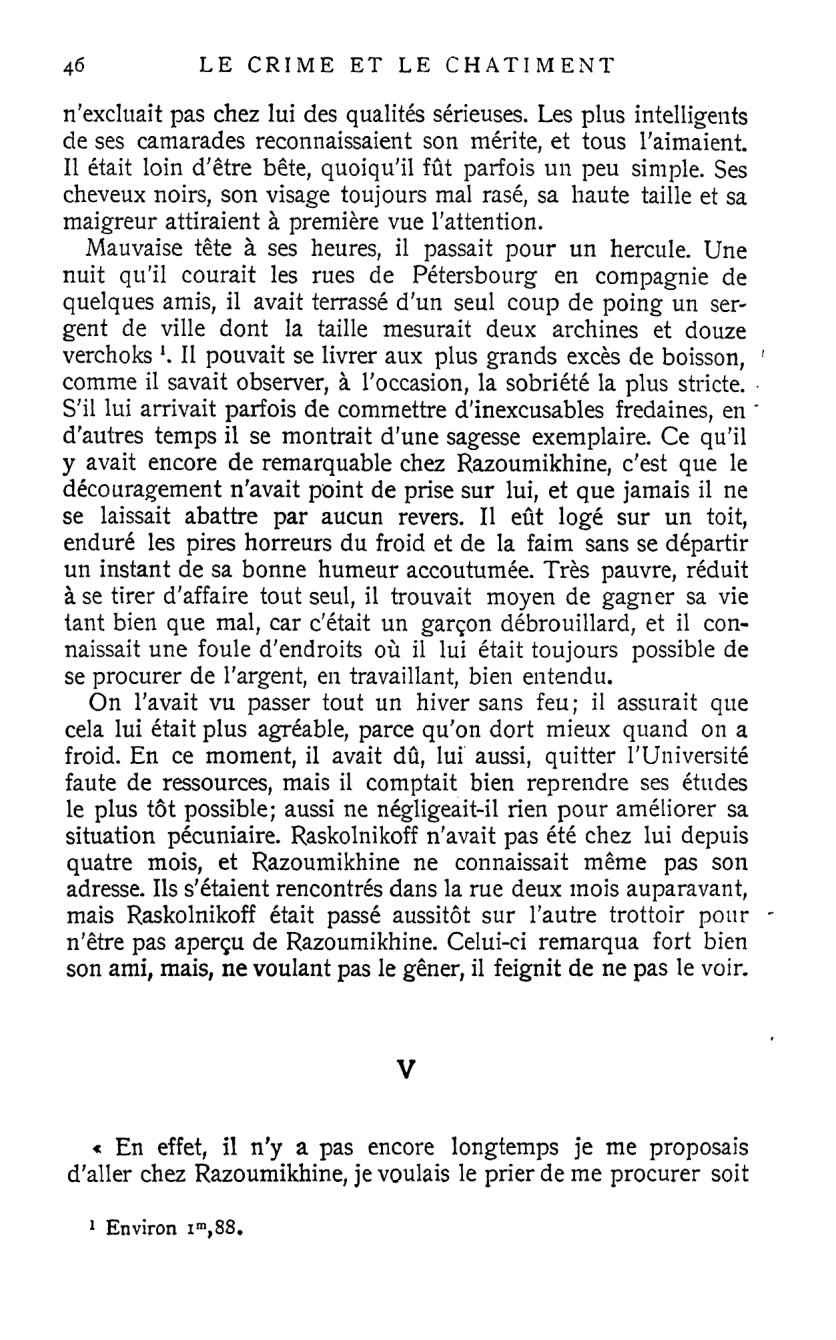 46 LE CRIME ET LE CHATIMENT
n'excluait pas chez lui des qualités sérieuses. Les plus intelligents
de ses camarades reconnaissaient son mérite, et tous l'aimaient.
Il était loin d'être bête, quoiqu'il fût parfois un peu simple. Ses
cheveux noirs, son visage toujours mal rasé, sa haute taille et sa
maigreur attiraient à première vue l'attention.
Mauvaise tête à ses heures, il passait pour un hercule. Une
nuit qu'il courait les rues de Pétersbourg en compagnie de
quelques amis, il avait terrassé d'un seul coup de poing un ser-
gent de ville dont la taille mesurait deux archines et douze
verchoks ¹. Il pouvait se livrer aux plus grands excès de boisson,
comme il savait observer, à l'occasion, la sobriété la plus stricte.
S'il lui arrivait parfois de commettre d'inexcusables fredaines, en
d'autres temps il se montrait d'une sagesse exemplaire. Ce qu'il
y avait encore de remarquable chez Razoumikhine, c'est que le
découragement n'avait point de prise sur lui, et que jamais il ne
se laissait abattre par aucun revers. Il eût logé sur un toit,
enduré les pires horreurs du froid et de la faim sans se départir
un instant de sa bonne humeur accoutumée. Très pauvre, réduit
à se tirer d'affaire tout seul, il trouvait moyen de gagner sa vie
tant bien que mal, car c'était un garçon débrouillard, et il con-
naissait une foule d'endroits où il lui était toujours possible de
se procurer de l'argent, en travaillant, bien entendu.
On l'avait vu passer tout un hiver sans feu; il assurait que
cela lui était plus agréable, parce qu'on dort mieux quand on a
froid. En ce moment, il avait dû, lui aussi, quitter l'Université
faute de ressources, mais il comptait bien reprendre ses études
le plus tôt possible; aussi ne négligeait-il rien pour améliorer sa
situation pécuniaire. Raskolnikoff n'avait pas été chez lui depuis
quatre mois, et Razoumikhine ne connaissait même pas son
adresse. Ils s'étaient rencontrés dans la rue deux mois auparavant,
mais Raskolnikoff était passé aussitôt sur l'autre trottoir pour
n'être pas aperçu de Razoumikhine. Celui-ci remarqua fort bien
son ami, mais, ne voulant pas le gêner, il feignit de ne pas le voir.
V
« En effet, il n'y a pas encore longtemps je me proposais
d'aller chez Razoumikhine, je voulais le prier de me procurer soit
¹ Environ 1ᵐ,88.